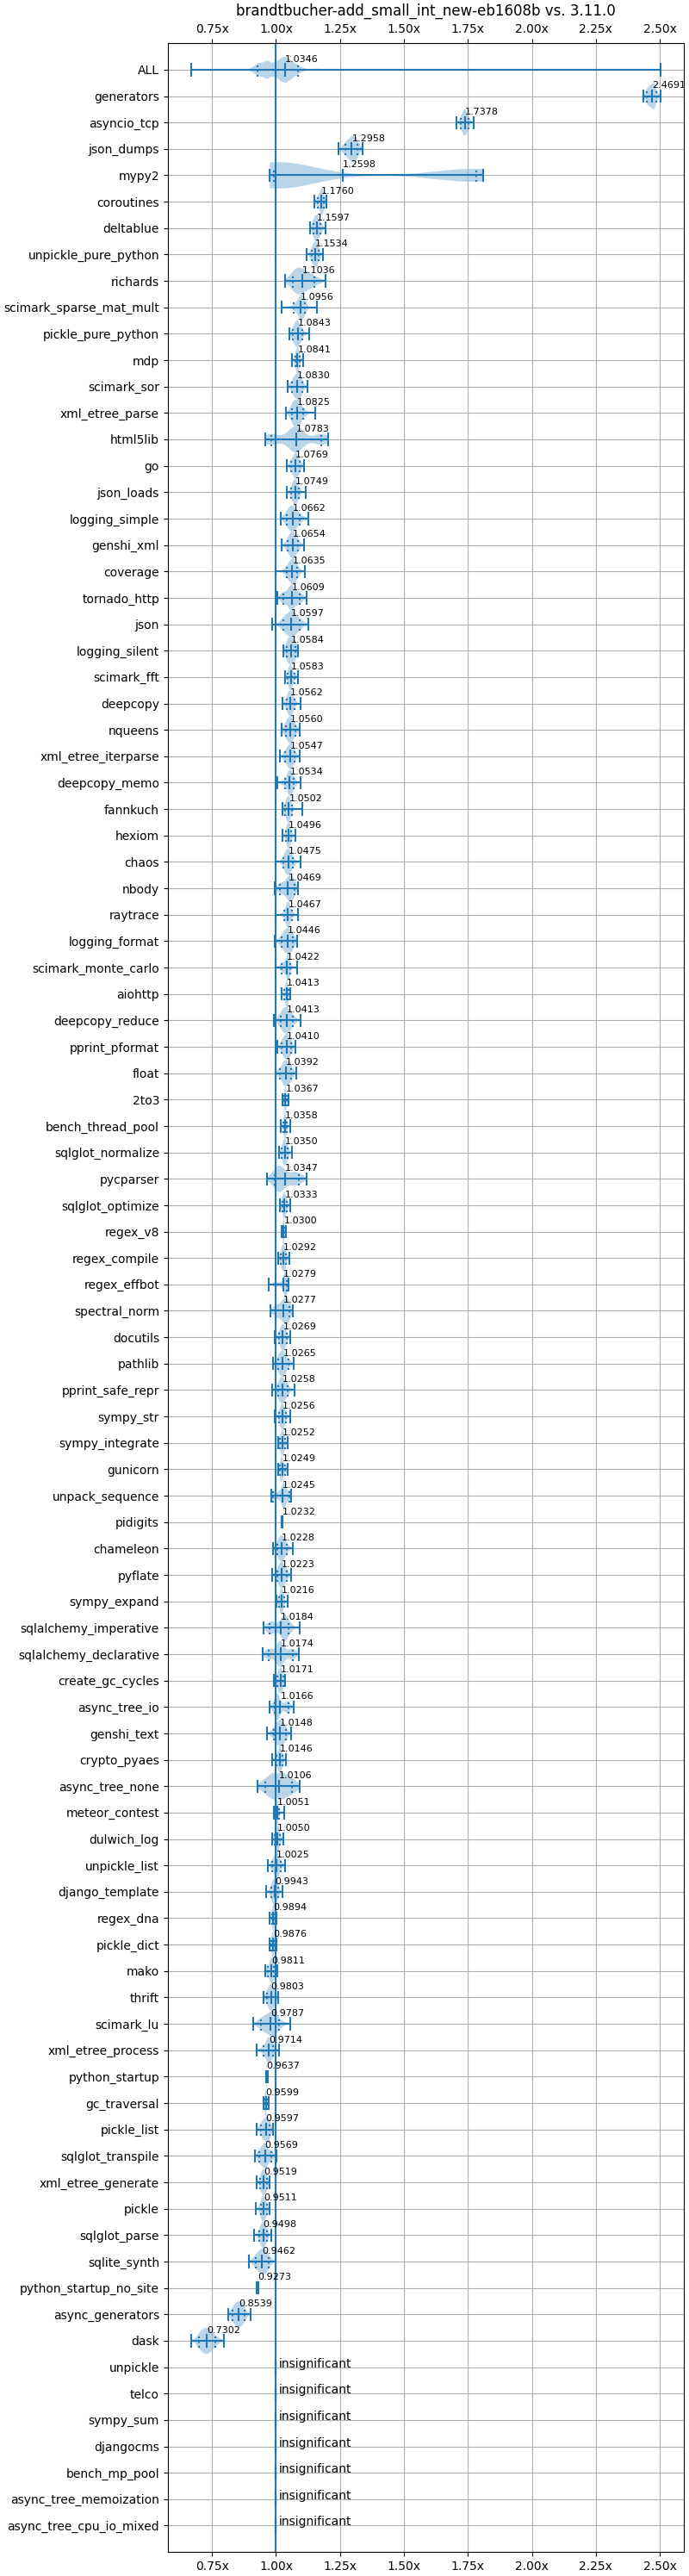 brandtbucher-add_small_int_new-eb1608b vs. 3.11.0
0.75x 1.00x 1.25x 1.50x 1.75x 2.00x 2.25x 2.50x
ALL 1.0346
generators 2.4691
asyncio_tcp 1.7378
json_dumps 1.2958
mypy2 1.2598
coroutines 1.1760
deltablue 1.1597
unpickle_pure_python 1.1534
richards 1.1036
scimark_sparse_mat_mult 1.0956
pickle_pure_python 1.0843
mdp 1.0841
scimark_sor 1.0830
xml_etree_parse 1.0825
html5lib 1.0783
go 1.0769
json_loads 1.0749
logging_simple 1.0662
genshi_xml 1.0654
coverage 1.0635
tornado_http 1.0609
json 1.0597
logging_silent 1.0584
scimark_fft 1.0583
deepcopy 1.0562
nqueens 1.0560
xml_etree_iterparse 1.0547
deepcopy_memo 1.0534
fannkuch 1.0502
hexiom 1.0496
chaos 1.0475
nbody 1.0469
raytrace 1.0467
logging_format 1.0446
scimark_monte_carlo 1.0422
aiohttp 1.0413
deepcopy_reduce 1.0413
pprint_pformat 1.0410
float 1.0392
2to3 1.0367
bench_thread_pool 1.0358
sqlglot_normalize 1.0350
pycparser 1.0347
sqlglot_optimize 1.0333
regex_v8 1.0300
regex_compile 1.0292
regex_effbot 1.0279
spectral_norm 1.0277
docutils 1.0269
pathlib 1.0265
pprint_safe_repr 1.0258
sympy_str 1.0256
sympy_integrate 1.0252
gunicorn 1.0249
unpack_sequence 1.0245
pidigits 1.0232
chameleon 1.0228
pyflate 1.0223
sympy_expand 1.0216
sqlalchemy_imperative 1.0184
sqlalchemy_declarative 1.0174
create_gc_cycles 1.0171
async_tree_io 1.0166
genshi_text 1.0148
crypto_pyaes 1.0146
async_tree_none 1.0106
meteor_contest 1.0051
dulwich_log 1.0050
unpickle_list 1.0025
django_template 0.9943
regex_dna 0.9894
pickle_dict 0.9876
mako 0.9811
thrift 0.9803
scimark_lu 0.9787
xml_etree_process 0.9714
python_startup 0.9637
gc_traversal 0.9599
pickle_list 0.9597
sqlglot_transpile 0.9569
xml_etree_generate 0.9519
pickle 0.9511
sqlglot_parse 0.9498
sqlite_synth 0.9462
python_startup_no_site 0.9273
async_generators 0.8539
dask 0.7302
unpickle insignificant
telco insignificant
sympy_sum insignificant
djangocms insignificant
bench_mp_pool insignificant
async_tree_memoization insignificant
async_tree_cpu_io_mixed insignificant
0.75x 1.00x 1.25x 1.50x 1.75x 2.00x 2.25x 2.50x